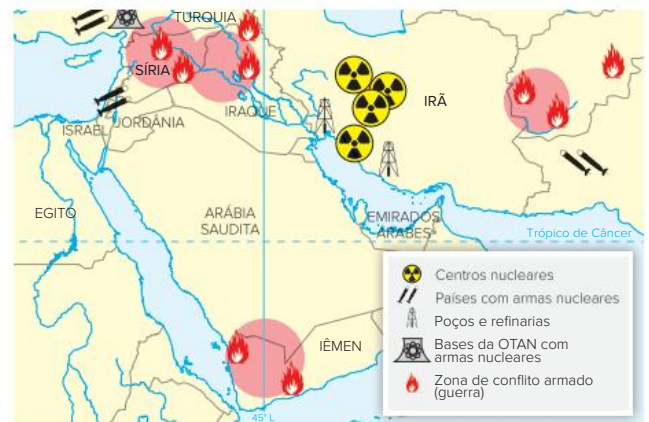 TURQUIA
SÍRIA
IRÃ
IRAQUE
ISRAEL
JORDÂNIA
EGITO
ARÁBIA
SAUDITA
EMIRADOS
ÁRABES
Trópico de Câncer
IÊMEN
45° L
Centros nucleares
Países com armas nucleares
Poços e refinarias
Bases da OTAN com
armas nucleares
Zona de conflito armado
(guerra)